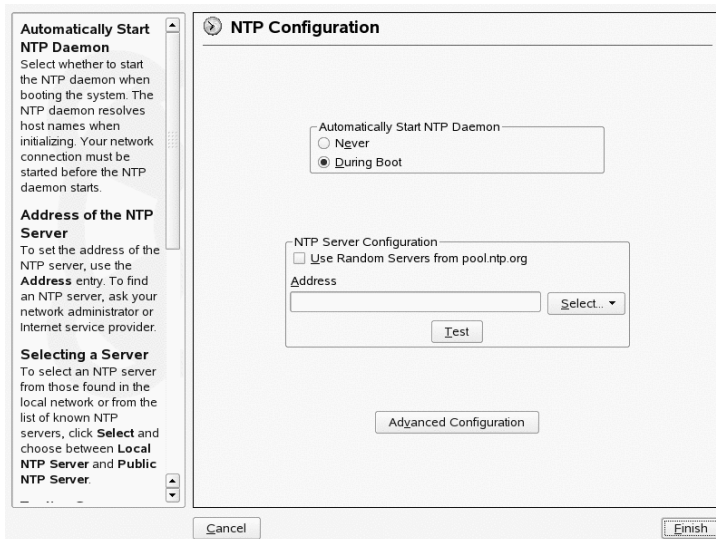 Automatically Start
NTP Daemon
Select whether to start
the NTP daemon when
booting the system. The
NTP daemon resolves
host names when
initializing. Your network
connection must be
started before the NTP
daemon starts.
Address of the NTP
Server
To set the address of the
NTP server, use the
Address entry. To find
an NTP server, ask your
network administrator or
Internet service provider.
Selecting a Server
To select an NTP server
from those found in the
local network or from the
list of known NTP
servers, click Select and
choose between Local
NTP Server and Public
NTP Server.
NTP Configuration
Automatically Start NTP Daemon
Never
During Boot
NTP Server Configuration
Use Random Servers from pool.ntp.org
Address
Select...
Test
Advanced Configuration
Cancel
Finish